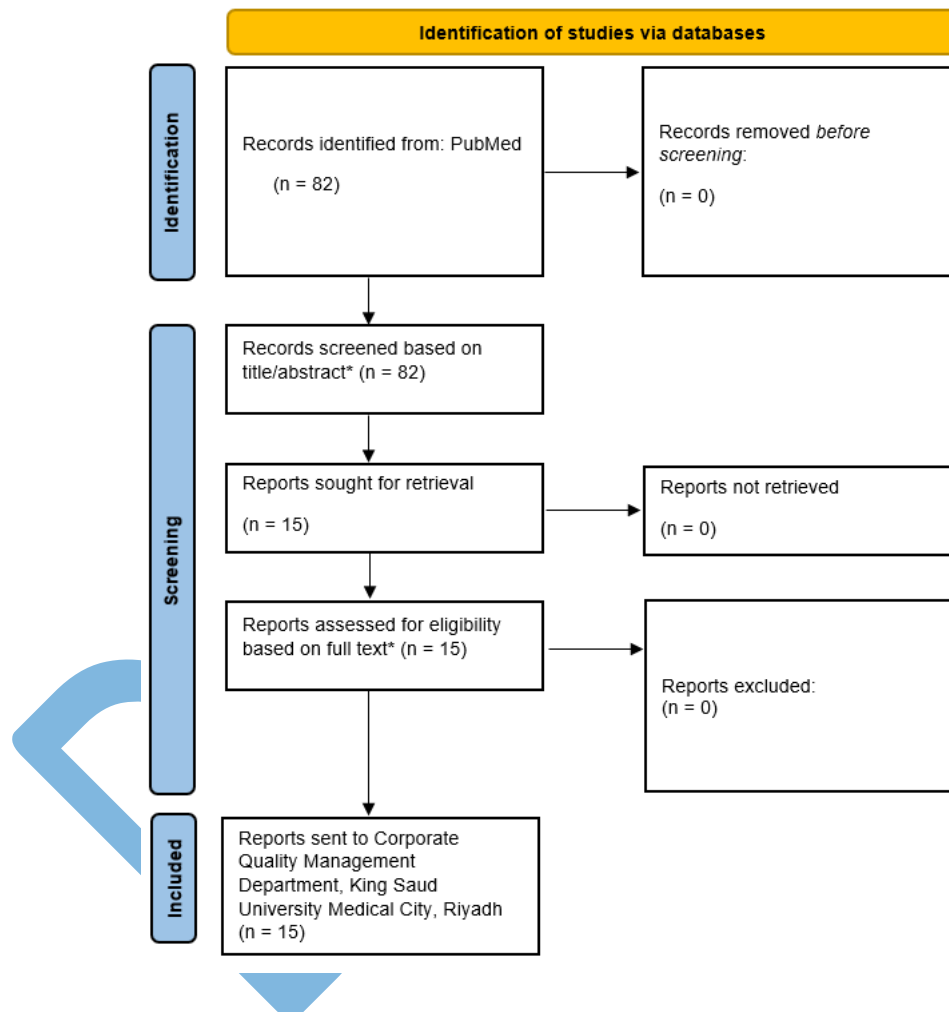 Identification of studies via databases
Identification
Records identified from: PubMed
(n = 82)
Records removed before
screening:
(n = 0)
Screening
Records screened based on
title/abstract* (n = 82)
Reports sought for retrieval
(n = 15)
Reports not retrieved
(n = 0)
Reports assessed for eligibility
based on full text* (n = 15)
Reports excluded:
(n = 0)
Included
Reports sent to Corporate
Quality Management
Department, King Saud
University Medical City, Riyadh
(n = 15)